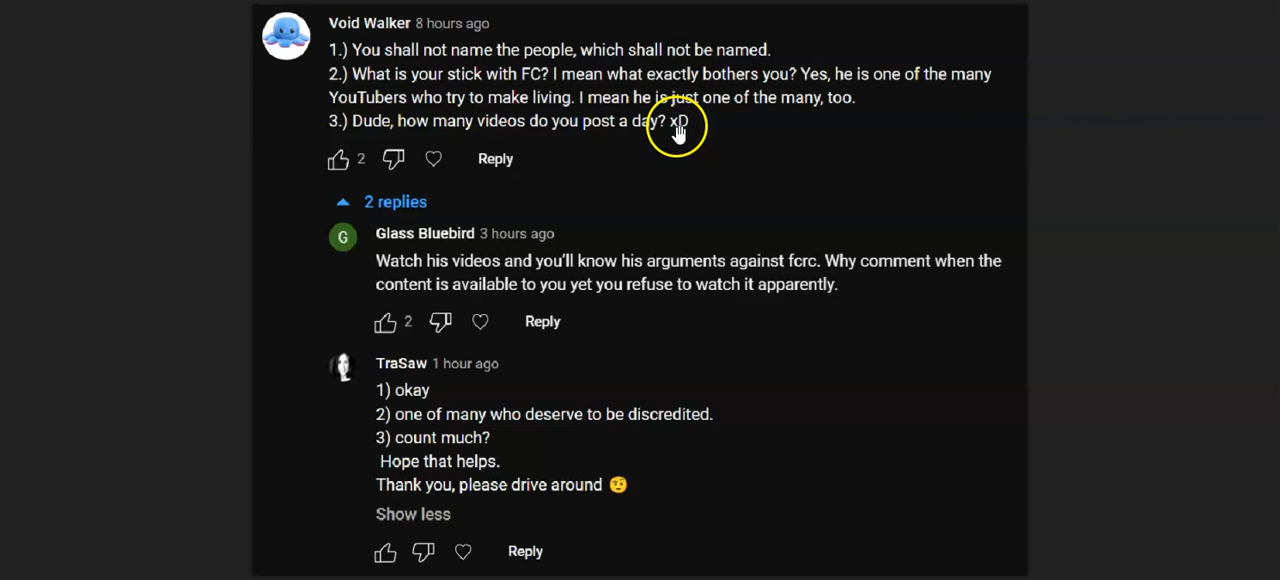 Void Walker 8 hours ago
1.) You shall not name the people, which shall not be named.
2.) What is your stick with FC? I mean what exactly bothers you? Yes, he is one of the many
YouTubers who try to make living. I mean he is just one of the many, too.
3.) Dude, how many videos do you post a day? xD
2 Reply
2 replies
G Glass Bluebird 3 hours ago
Watch his videos and you'll know his arguments against fcrc. Why comment when the
content is available to you yet you refuse to watch it apparently.
2 Reply
TraSaw 1 hour ago
1) okay
2) one of many who deserve to be discredited.
3) count much?
Hope that helps.
Thank you, please drive around 🤨
Show less
Reply